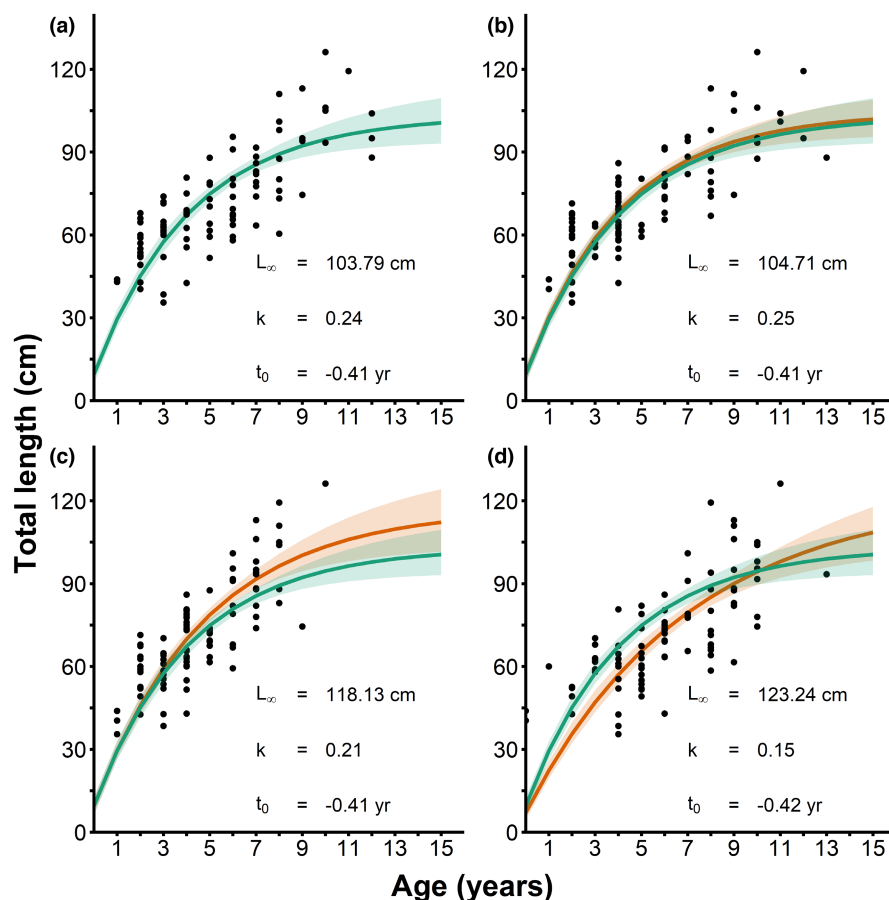 (a)
120
90
60
30
0
L∞ = 103.79 cm
k = 0.24
t0 = -0.41 yr
1 3 5 7 9 11 13 15
(b)
120
90
60
30
0
L∞ = 104.71 cm
k = 0.25
t0 = -0.41 yr
1 3 5 7 9 11 13 15
Total length (cm)
(c)
120
90
60
30
0
L∞ = 118.13 cm
k = 0.21
t0 = -0.41 yr
1 3 5 7 9 11 13 15
(d)
120
90
60
30
0
L∞ = 123.24 cm
k = 0.15
t0 = -0.42 yr
1 3 5 7 9 11 13 15
Age (years)